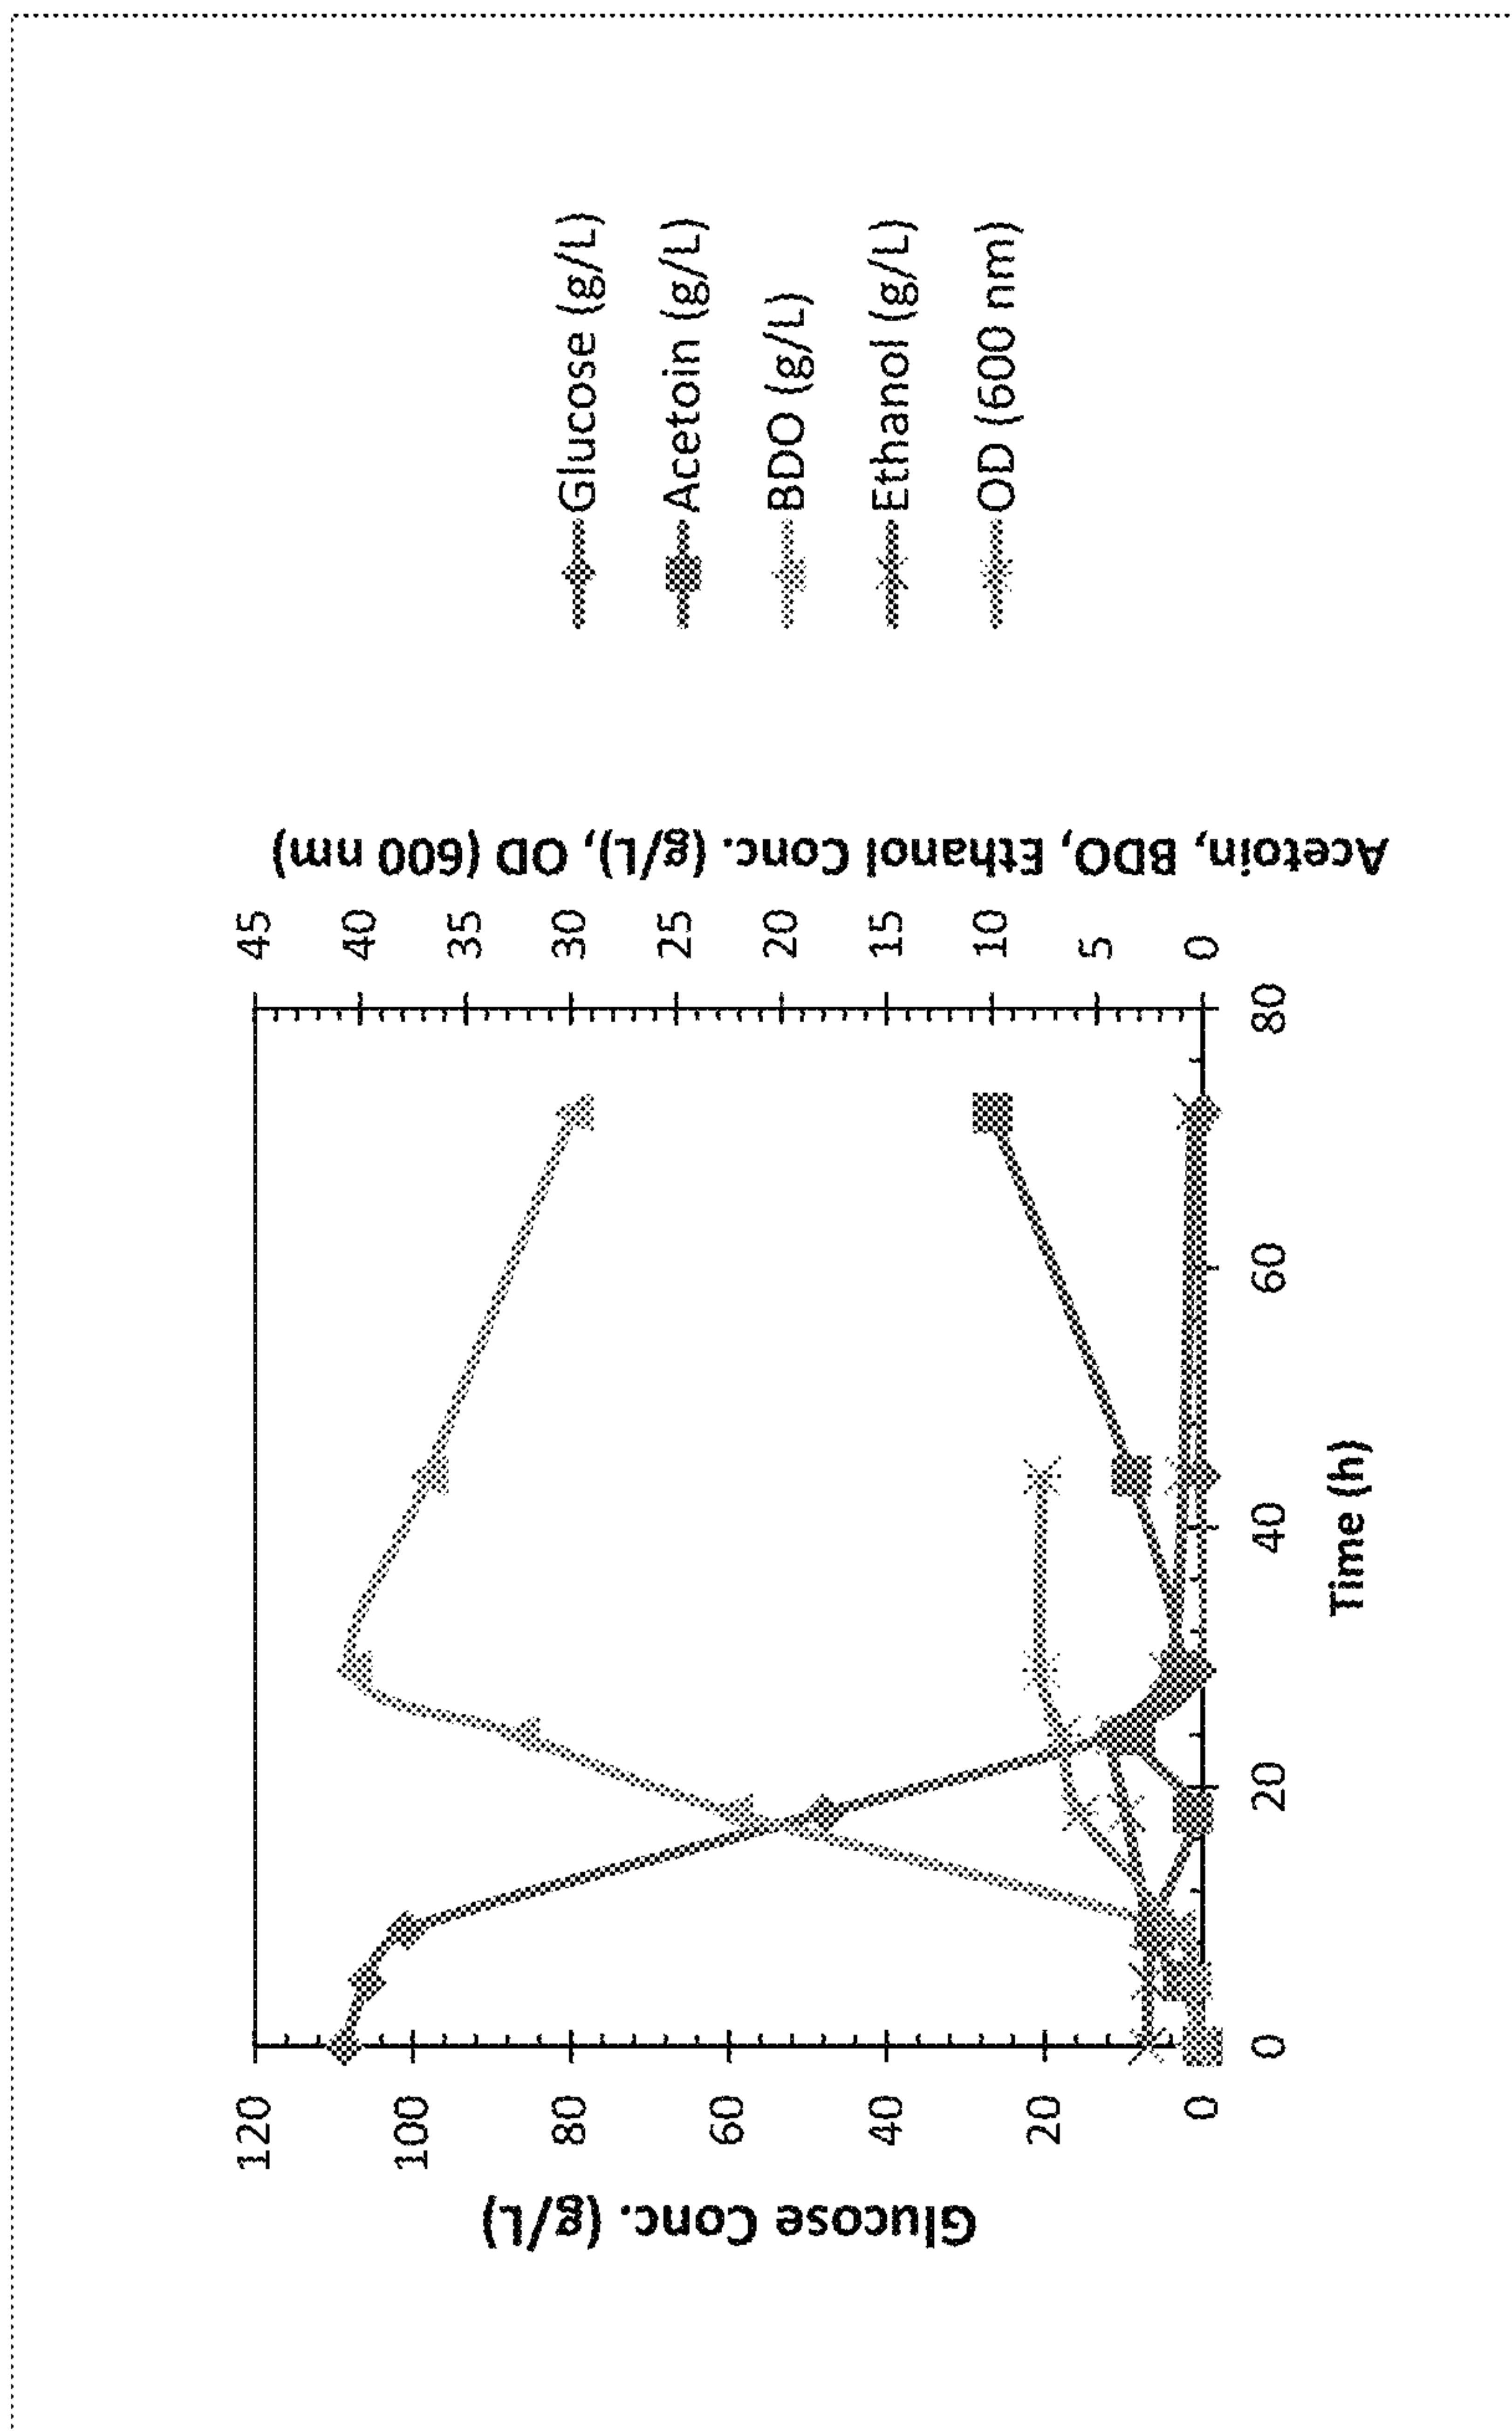 Glucose Conc. (g/L)
120
100
80
60
40
20
0
0
20
40
60
80
Time (h)
45
40
35
30
25
20
15
10
5
0
Acetoin, BDO, Ethanol Conc. (g/L), OD (600 nm)
Glucose (g/L)
Acetoin (g/L)
BDO (g/L)
Ethanol (g/L)
OD (600 nm)